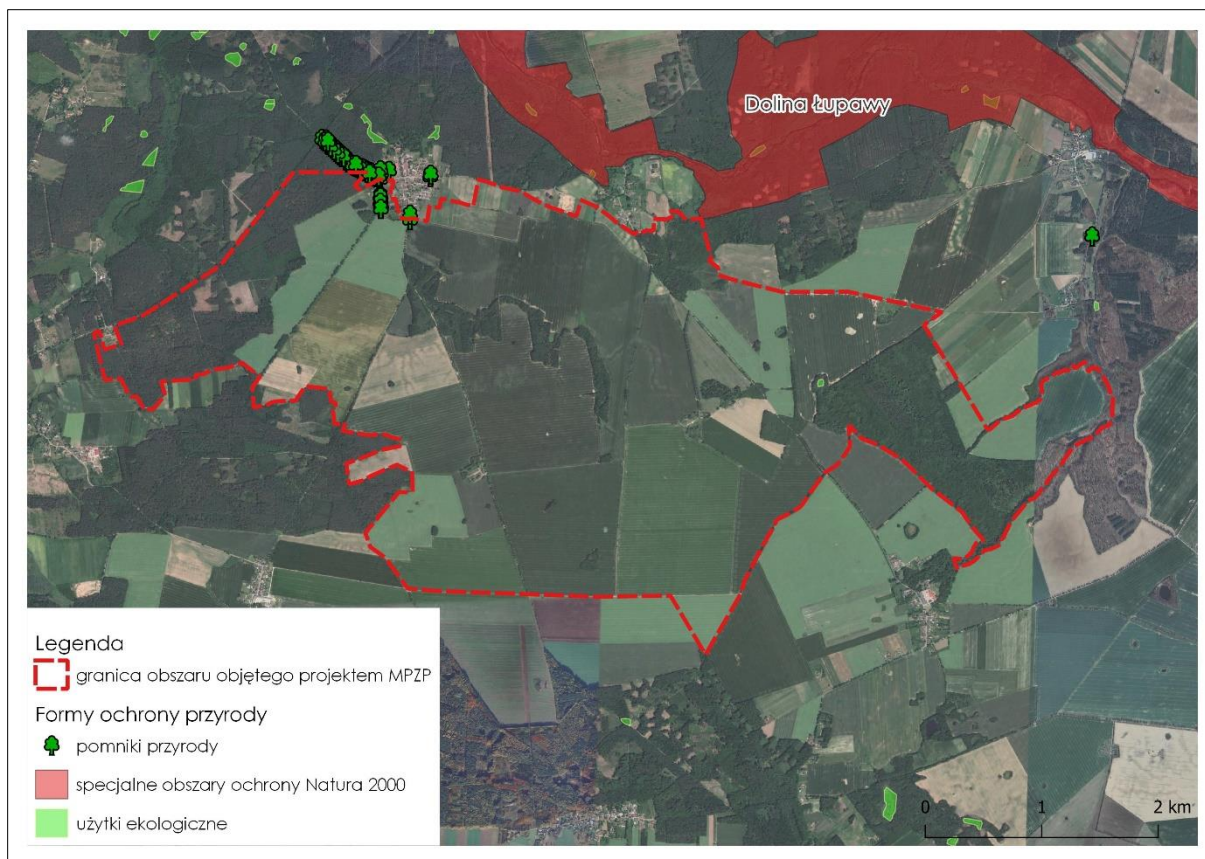 Dolina Łupawy
Legenda
granica obszaru objętego projektem MPZP
Formy ochrony przyrody
pomniki przyrody
specjalne obszary ochrony Natura 2000
użytki ekologiczne
0 1 2 km